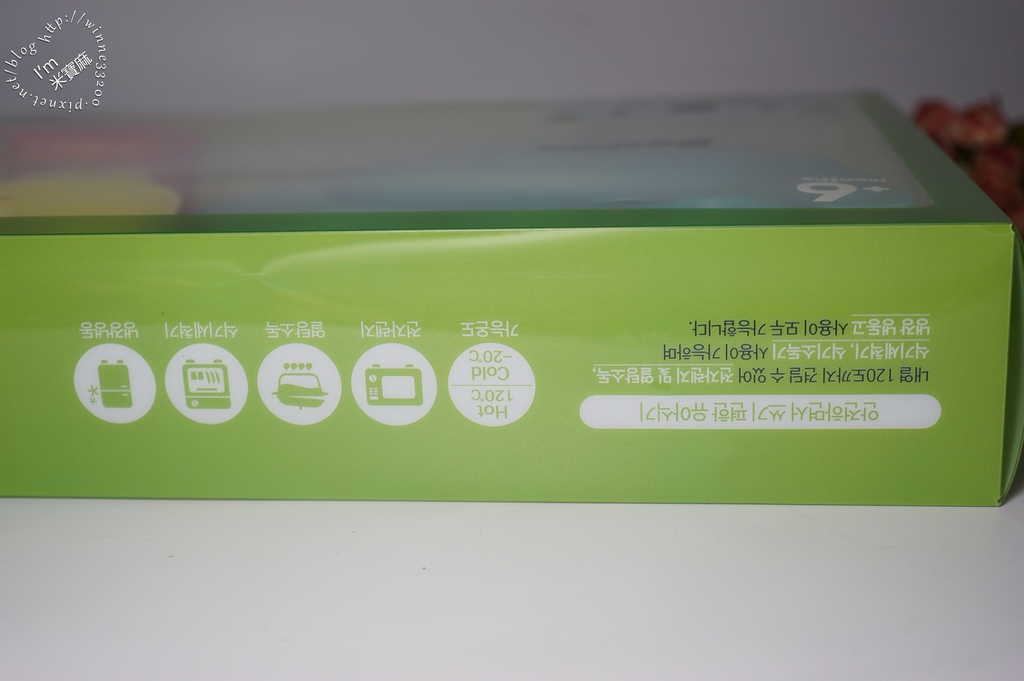 안전하면서 쓰기 편한 유아식기
내열 120도까지 견딜 수 있어 전자렌지 및 열탕소독,
식기세척기, 식기소독기 사용이 가능하며
냉장 냉동고 사용이 모두 가능합니다.
Hot
120℃
Cold
-20℃
가능온도
전자렌지
열탕소독
식기세척기
냉장냉동
+6
months
I'm
米寶麻
http://winne33200.pixnet.net/blog